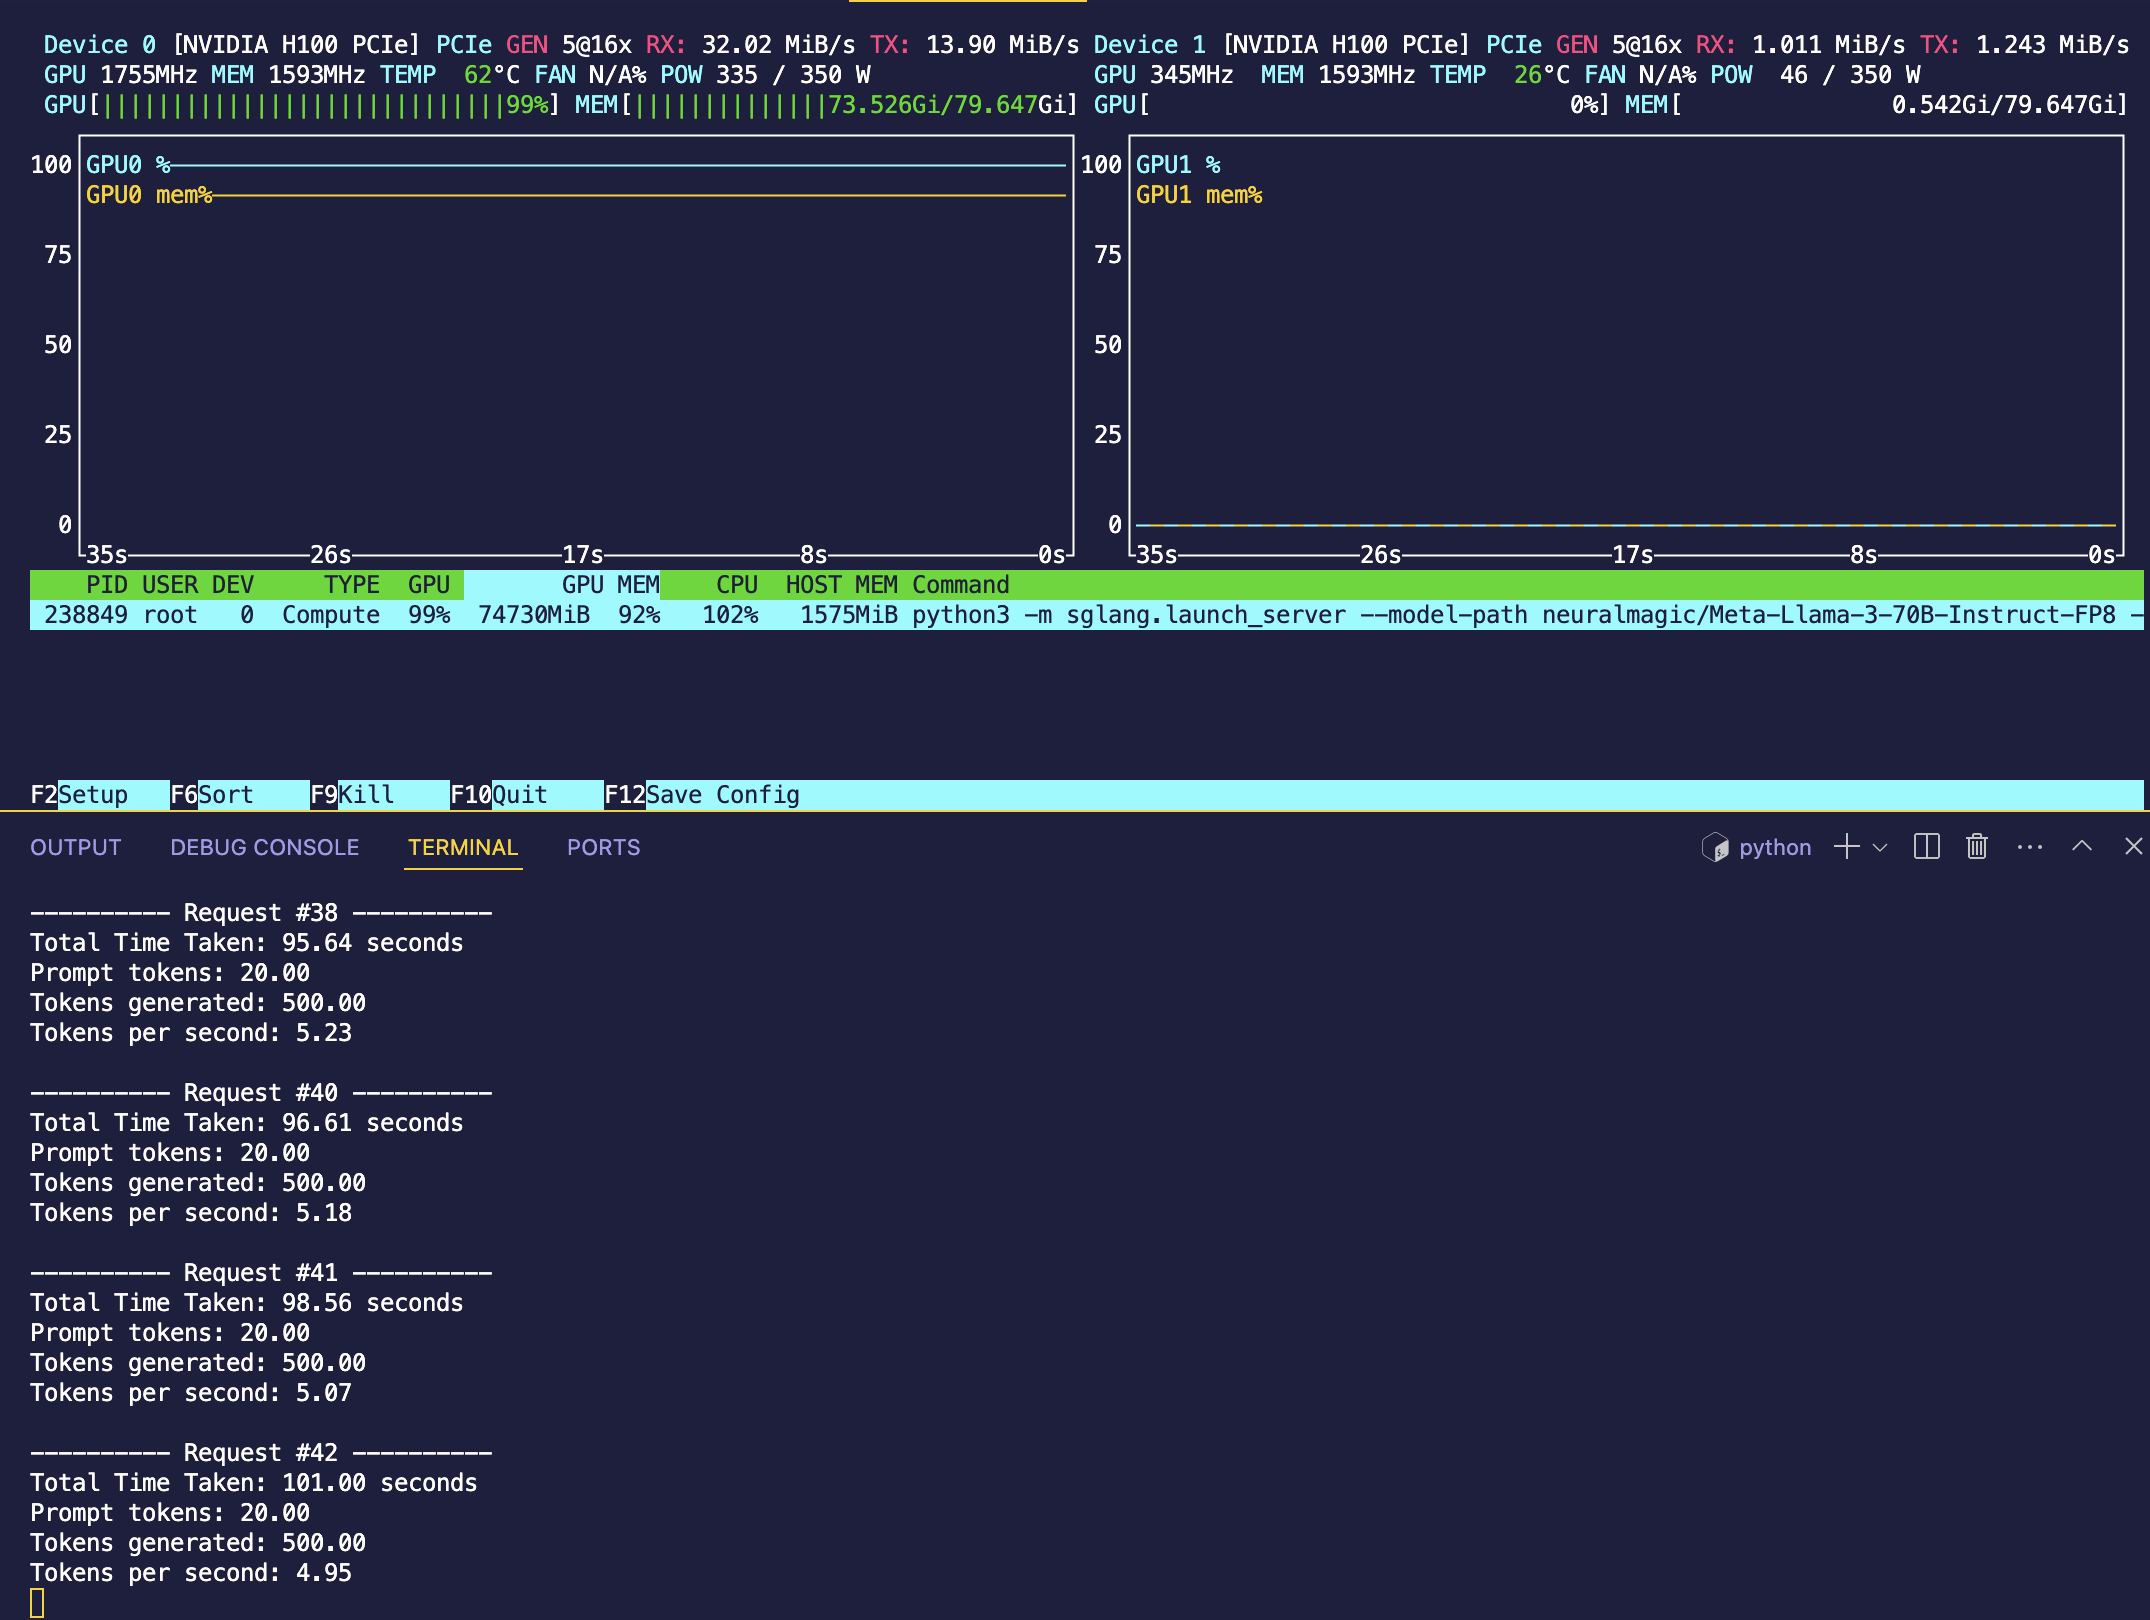 Device 0 [NVIDIA H100 PCIe] PCIe GEN 5@16x RX: 32.02 MiB/s TX: 13.90 MiB/s Device 1 [NVIDIA H100 PCIe] PCIe GEN 5@16x RX: 1.011 MiB/s TX: 1.243 MiB/s
GPU 1755MHz MEM 1593MHz TEMP 62°C FAN N/A% POW 335 / 350 W GPU 345MHz MEM 1593MHz TEMP 26°C FAN N/A% POW 46 / 350 W
GPU[|||||||||||||||||||||||||||||99%] MEM[||||||||||||||73.526Gi/79.647Gi] GPU[ 0%] MEM[ 0.542Gi/79.647Gi]
100 GPU0 % 100 GPU1 %
GPU0 mem% GPU1 mem%
75 75
50 50
25 25
0 0
35s 26s 17s 8s 0s 35s 26s 17s 8s 0s
PID USER DEV TYPE GPU GPU MEM CPU HOST MEM Command
238849 root 0 Compute 99% 74730MiB 92% 102% 1575MiB python3 -m sglang.launch_server --model-path neuralmagic/Meta-Llama-3-70B-Instruct-FP8 -
F2Setup F6Sort F9Kill F10Quit F12Save Config
OUTPUT DEBUG CONSOLE TERMINAL PORTS python
---------- Request #38 ----------
Total Time Taken: 95.64 seconds
Prompt tokens: 20.00
Tokens generated: 500.00
Tokens per second: 5.23
---------- Request #40 ----------
Total Time Taken: 96.61 seconds
Prompt tokens: 20.00
Tokens generated: 500.00
Tokens per second: 5.18
---------- Request #41 ----------
Total Time Taken: 98.56 seconds
Prompt tokens: 20.00
Tokens generated: 500.00
Tokens per second: 5.07
---------- Request #42 ----------
Total Time Taken: 101.00 seconds
Prompt tokens: 20.00
Tokens generated: 500.00
Tokens per second: 4.95